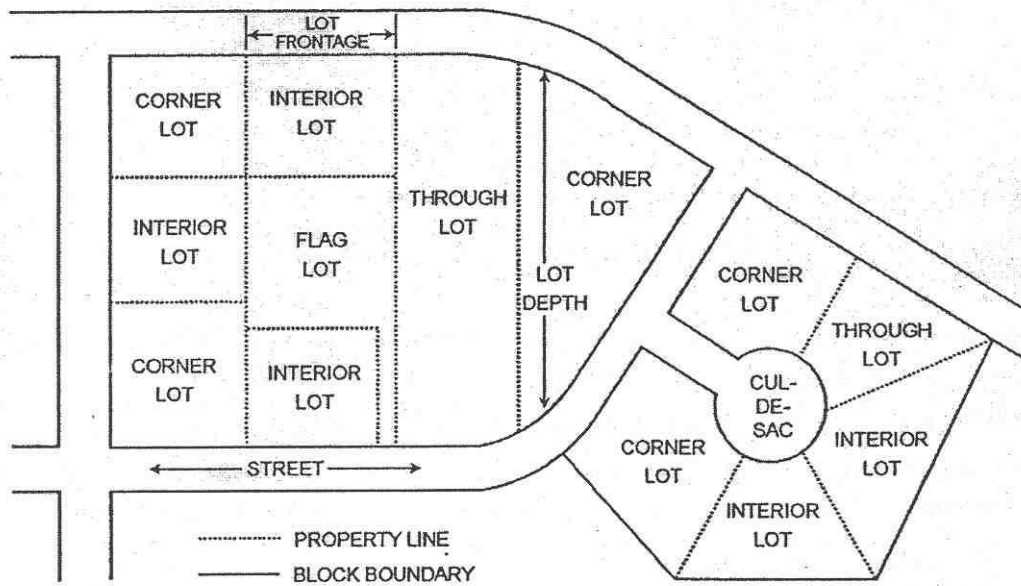 LOT
FRONTAGE
CORNER
LOT
INTERIOR
LOT
THROUGH
LOT
CORNER
LOT
INTERIOR
LOT
FLAG
LOT
LOT
DEPTH
CORNER
LOT
INTERIOR
LOT
STREET
CORNER
LOT
THROUGH
LOT
CUL-
DE-
SAC
CORNER
LOT
INTERIOR
LOT
INTERIOR
LOT
PROPERTY LINE
BLOCK BOUNDARY